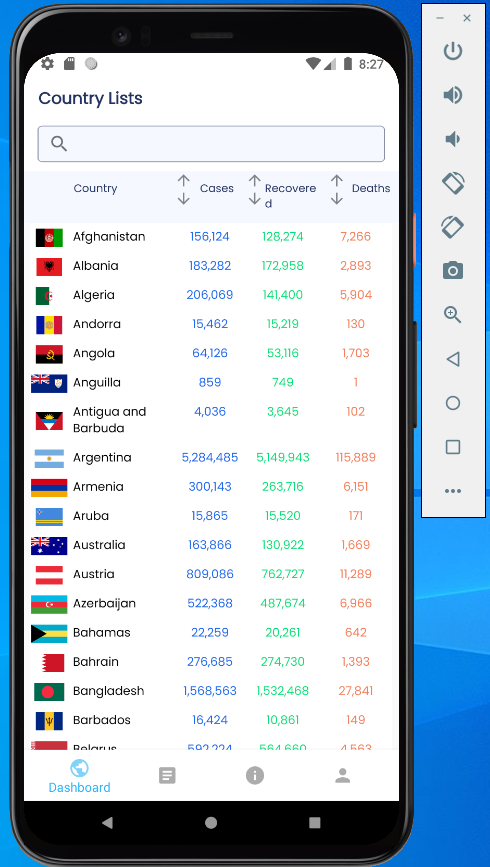 8:27
Country Lists
Country Cases Recovere Deaths
d
Afghanistan 156,124 128,274 7,266
Albania 183,282 172,958 2,893
Algeria 206,069 141,400 5,904
Andorra 15,462 15,219 130
Angola 64,126 53,116 1,703
Anguilla 859 749 1
Antigua and 4,036 3,645 102
Barbuda
Argentina 5,284,485 5,149,943 115,889
Armenia 300,143 263,716 6,151
Aruba 15,865 15,520 171
Australia 163,866 130,922 1,669
Austria 809,086 762,727 11,289
Azerbaijan 522,368 487,674 6,966
Bahamas 22,259 20,261 642
Bahrain 276,685 274,730 1,393
Bangladesh 1,568,563 1,532,468 27,841
Barbados 16,424 10,861 149
Belarus 592,224 564,660 4,563
Dashboard